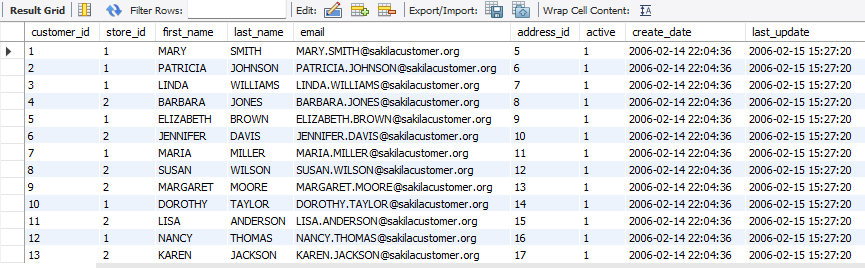 Result Grid Filter Rows: Edit: Export/Import: Wrap Cell Content: IA
customer_id store_id first_name last_name email address_id active create_date last_update
1 1 MARY SMITH MARY.SMITH@sakilacustomer.org 5 1 2006-02-14 22:04:36 2006-02-15 15:27:20
2 1 PATRICIA JOHNSON PATRICIA.JOHNSON@sakilacustomer.org 6 1 2006-02-14 22:04:36 2006-02-15 15:27:20
3 1 LINDA WILLIAMS LINDA.WILLIAMS@sakilacustomer.org 7 1 2006-02-14 22:04:36 2006-02-15 15:27:20
4 2 BARBARA JONES BARBARA.JONES@sakilacustomer.org 8 1 2006-02-14 22:04:36 2006-02-15 15:27:20
5 1 ELIZABETH BROWN ELIZABETH.BROWN@sakilacustomer.org 9 1 2006-02-14 22:04:36 2006-02-15 15:27:20
6 2 JENNIFER DAVIS JENNIFER.DAVIS@sakilacustomer.org 10 1 2006-02-14 22:04:36 2006-02-15 15:27:20
7 1 MARIA MILLER MARIA.MILLER@sakilacustomer.org 11 1 2006-02-14 22:04:36 2006-02-15 15:27:20
8 2 SUSAN WILSON SUSAN.WILSON@sakilacustomer.org 12 1 2006-02-14 22:04:36 2006-02-15 15:27:20
9 2 MARGARET MOORE MARGARET.MOORE@sakilacustomer.org 13 1 2006-02-14 22:04:36 2006-02-15 15:27:20
10 1 DOROTHY TAYLOR DOROTHY.TAYLOR@sakilacustomer.org 14 1 2006-02-14 22:04:36 2006-02-15 15:27:20
11 2 LISA ANDERSON LISA.ANDERSON@sakilacustomer.org 15 1 2006-02-14 22:04:36 2006-02-15 15:27:20
12 1 NANCY THOMAS NANCY.THOMAS@sakilacustomer.org 16 1 2006-02-14 22:04:36 2006-02-15 15:27:20
13 2 KAREN JACKSON KAREN.JACKSON@sakilacustomer.org 17 1 2006-02-14 22:04:36 2006-02-15 15:27:20